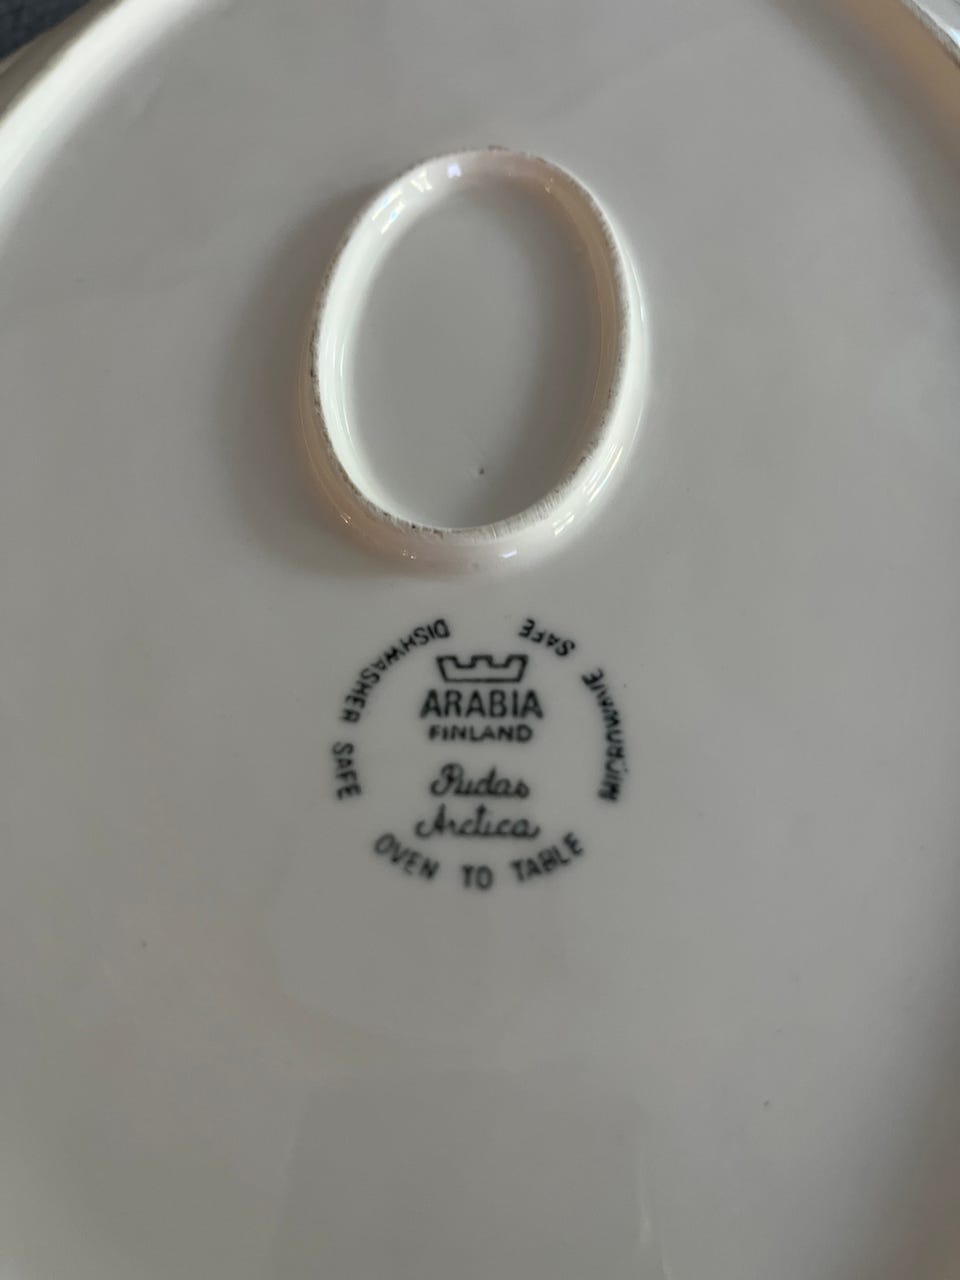 ARABIA
FINLAND
Pudas
Arctica
DISHWASHER SAFE
OVEN TO TABLE
MICROWAVE SAFE